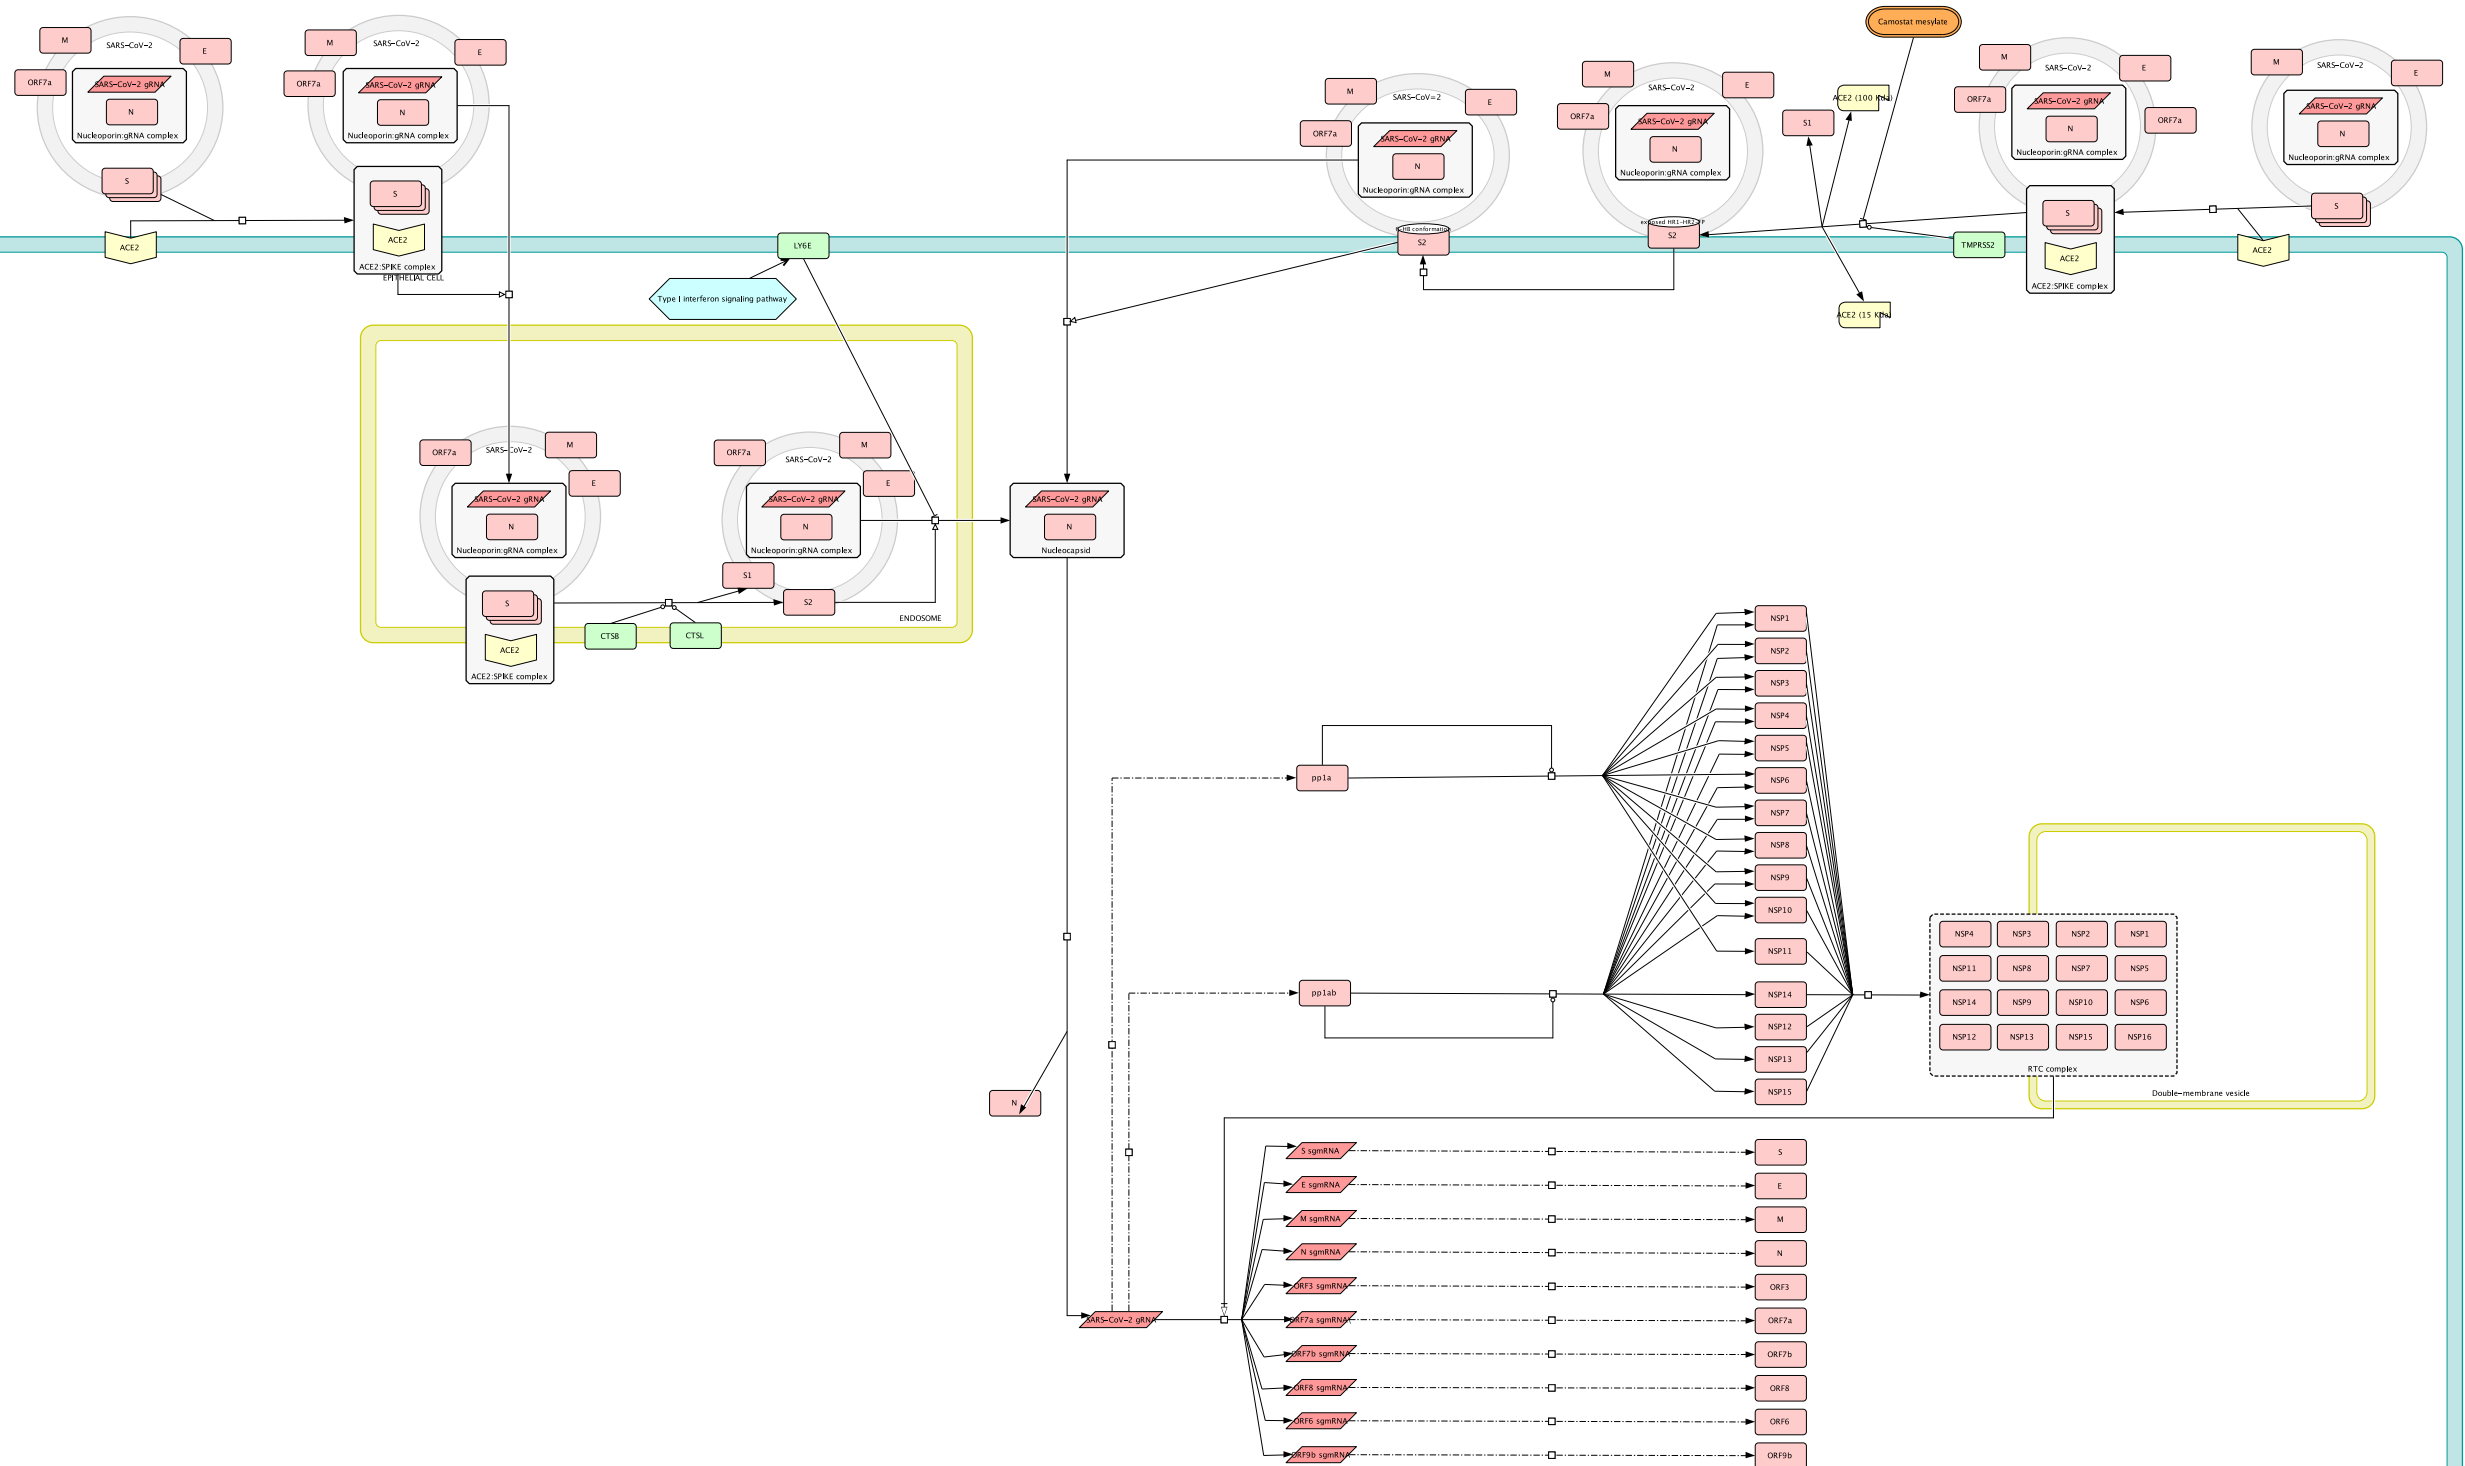 M
SARS-CoV-2
E
ORF7a
SARS-CoV-2 gRNA
N
Nucleoporin:gRNA complex
S
ACE2
M
SARS-CoV-2
E
ORF7a
SARS-CoV-2 gRNA
N
Nucleoporin:gRNA complex
S
ACE2
ACE2:SPIKE complex
EPITHELIAL CELL
LY6E
Type I interferon signaling pathway
M
SARS-CoV=2
E
ORF7a
SARS-CoV-2 gRNA
N
Nucleoporin:gRNA complex
conformation
S2
M
SARS-CoV-2
E
ORF7a
SARS-CoV-2 gRNA
N
Nucleoporin:gRNA complex
exposed HR1-HR2-FP
S2
Camostat mesylate
ACE2 (100 Kda)
S1
ACE2 (15 Kda)
TMPRSS2
M
SARS-CoV-2
E
ORF7a
ORF7a
SARS-CoV-2 gRNA
N
Nucleoporin:gRNA complex
S
ACE2
ACE2:SPIKE complex
M
SARS-CoV-2
E
SARS-CoV-2 gRNA
N
Nucleoporin:gRNA complex
S
ACE2
ORF7a
SARS-CoV-2
M
E
SARS-CoV-2 gRNA
N
Nucleoporin:gRNA complex
S
ACE2
ACE2:SPIKE complex
CTSB
CTSL
ORF7a
SARS-CoV-2
M
E
SARS-CoV-2 gRNA
N
Nucleoporin:gRNA complex
S1
S2
ENDOSOME
SARS-CoV-2 gRNA
N
Nucleocapsid
pp1a
pp1ab
NSP1
NSP2
NSP3
NSP4
NSP5
NSP6
NSP7
NSP8
NSP9
NSP10
NSP11
NSP14
NSP12
NSP13
NSP15
NSP4 NSP3 NSP2 NSP1
NSP11 NSP8 NSP7 NSP5
NSP14 NSP9 NSP10 NSP6
NSP12 NSP13 NSP15 NSP16
RTC complex
Double-membrane vesicle
N
SARS-CoV-2 gRNA
S sgmRNA
S
E sgmRNA
E
M sgmRNA
M
N sgmRNA
N
ORF3 sgmRNA
ORF3
ORF7a sgmRNA
ORF7a
ORF7b sgmRNA
ORF7b
ORF8 sgmRNA
ORF8
ORF6 sgmRNA
ORF6
ORF9b sgmRNA
ORF9b